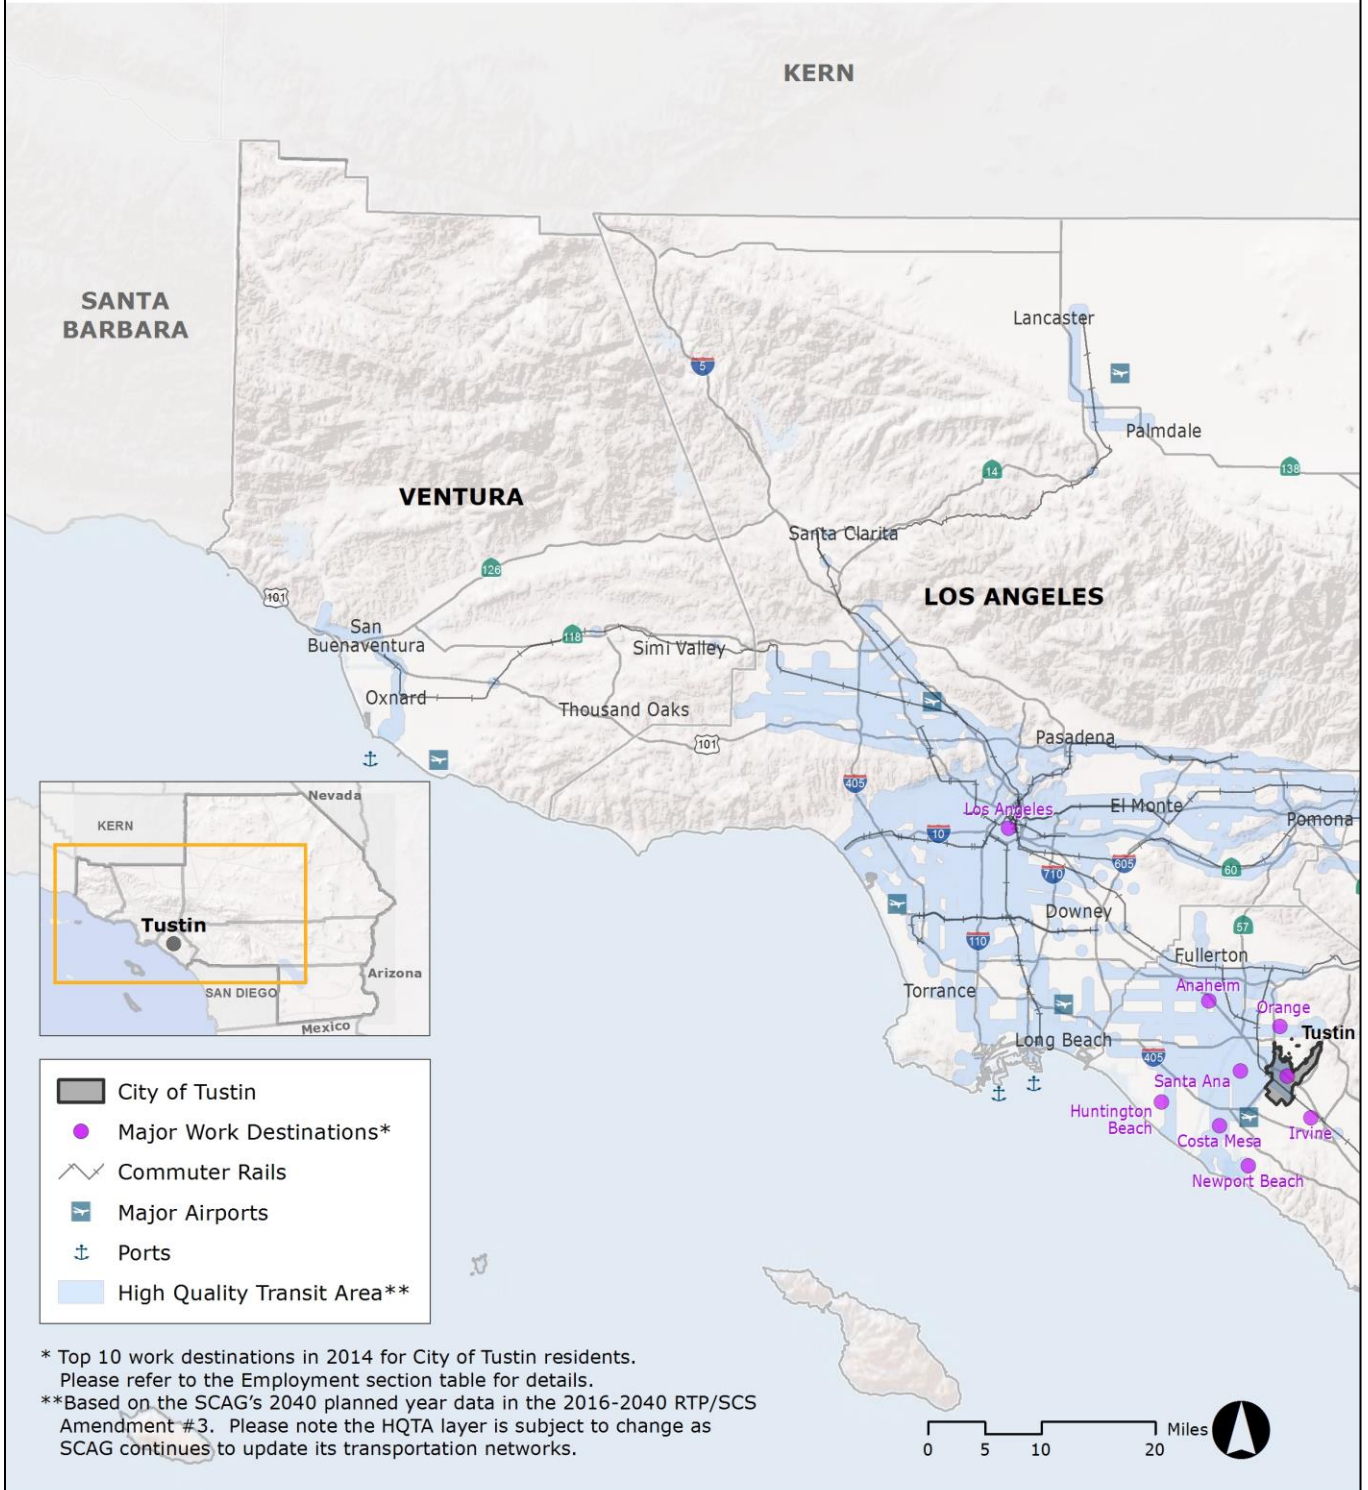 KERN
SANTA
BARBARA
Lancaster
5
Palmdale
14
138
VENTURA
Santa Clarita
126
LOS ANGELES
101
San
Buenaventura
118
Simi Valley
Oxnard
Thousand Oaks
101
Pasadena
405
Los Angeles
El Monte
Pomona
10
605
60
710
Downey
57
110
Fullerton
Torrance
Anaheim
Orange
Tustin
Long Beach
405
Santa Ana
Huntington
Beach
Costa Mesa
Irvine
Newport Beach
Nevada
KERN
Tustin
Arizona
SAN DIEGO
Mexico
City of Tustin
Major Work Destinations*
Commuter Rails
Major Airports
Ports
High Quality Transit Area**
* Top 10 work destinations in 2014 for City of Tustin residents.
Please refer to the Employment section table for details.
**Based on the SCAG's 2040 planned year data in the 2016-2040 RTP/SCS
Amendment #3. Please note the HQTA layer is subject to change as
SCAG continues to update its transportation networks.
Miles
0 5 10 20